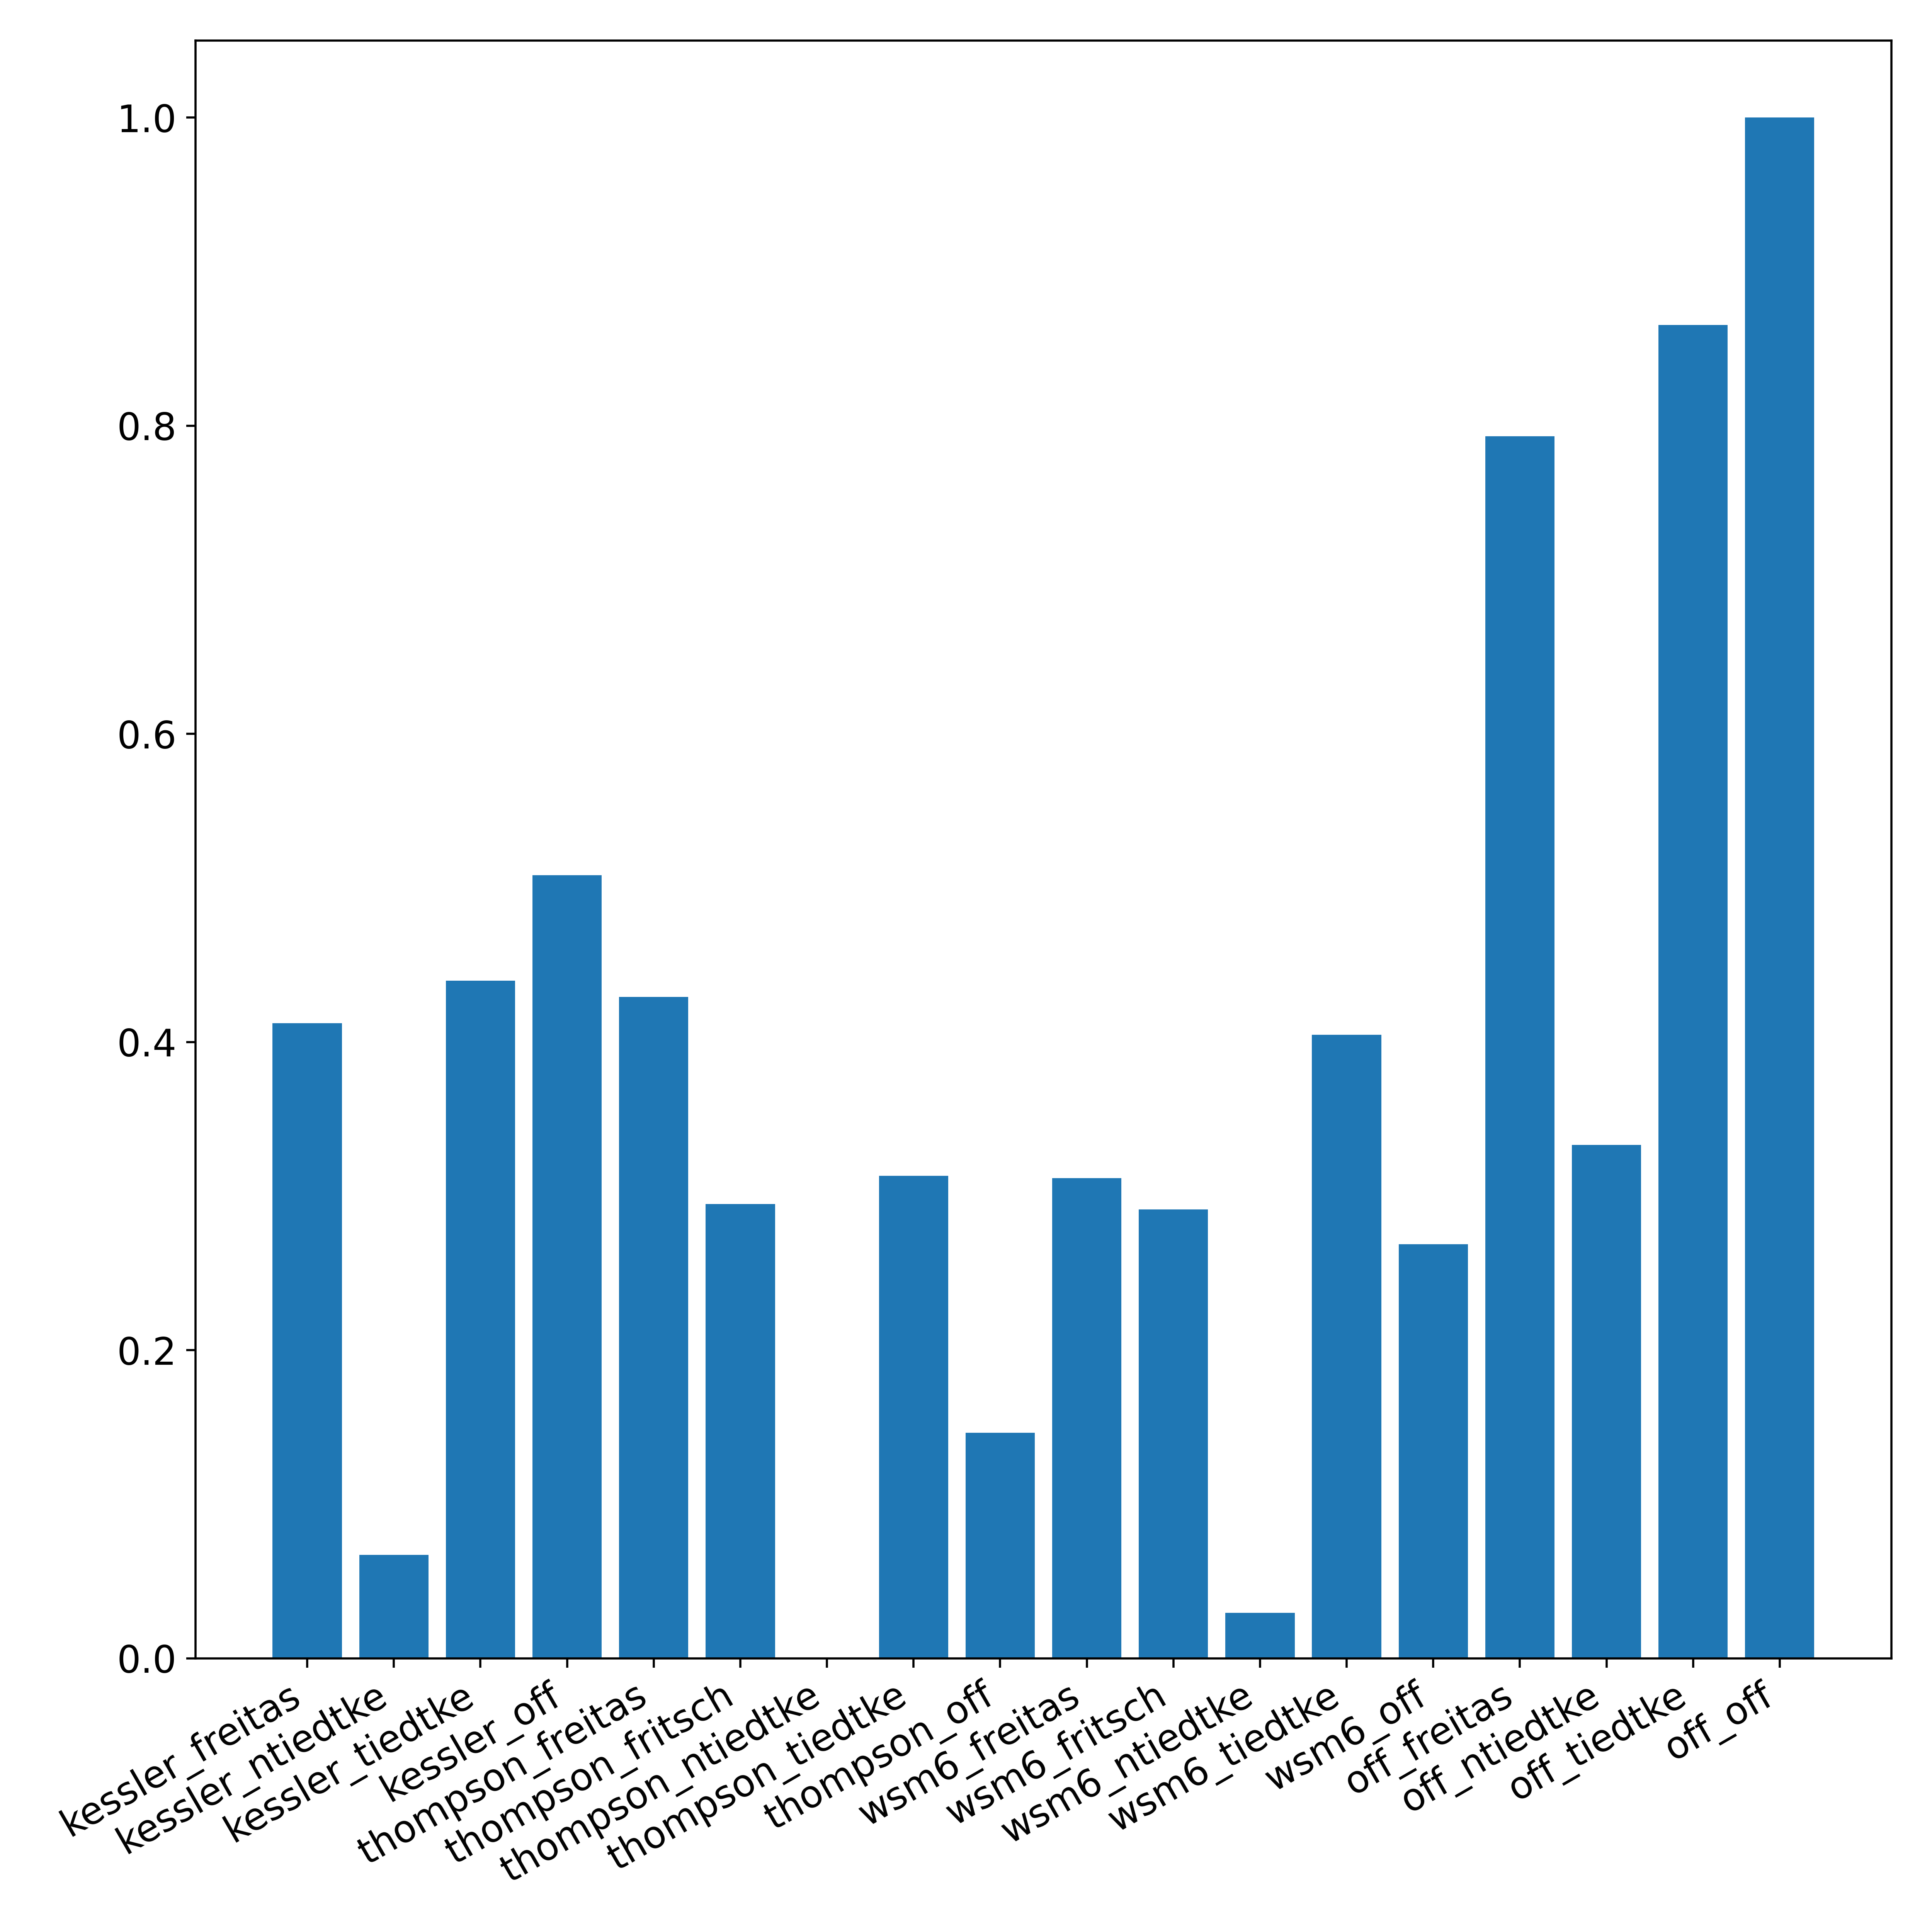 1.0
0.8
0.6
0.4
0.2
0.0
kessler_freitas
kessler_ntiedtke
kessler_tiedtke
kessler_off
thompson_freitas
thompson_fritsch
thompson_ntiedtke
thompson_tiedtke
thompson_off
wsm6_freitas
wsm6_fritsch
wsm6_ntiedtke
wsm6_tiedtke
wsm6_off
off_freitas
off_ntiedtke
off_tiedtke
off_off